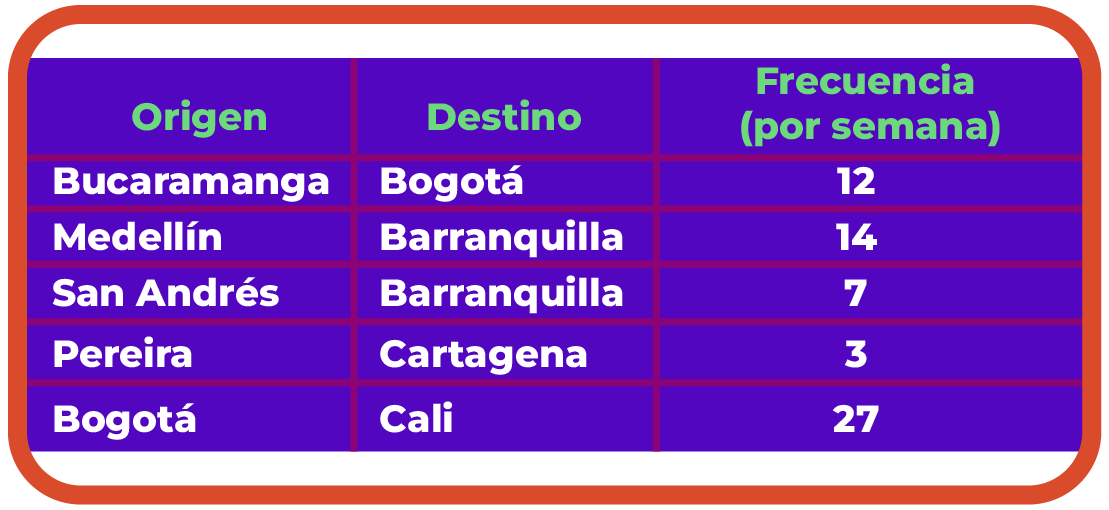 Origen Destino Frecuencia
(por semana)
Bucaramanga Bogotá 12
Medellín Barranquilla 14
San Andrés Barranquilla 7
Pereira Cartagena 3
Bogotá Cali 27